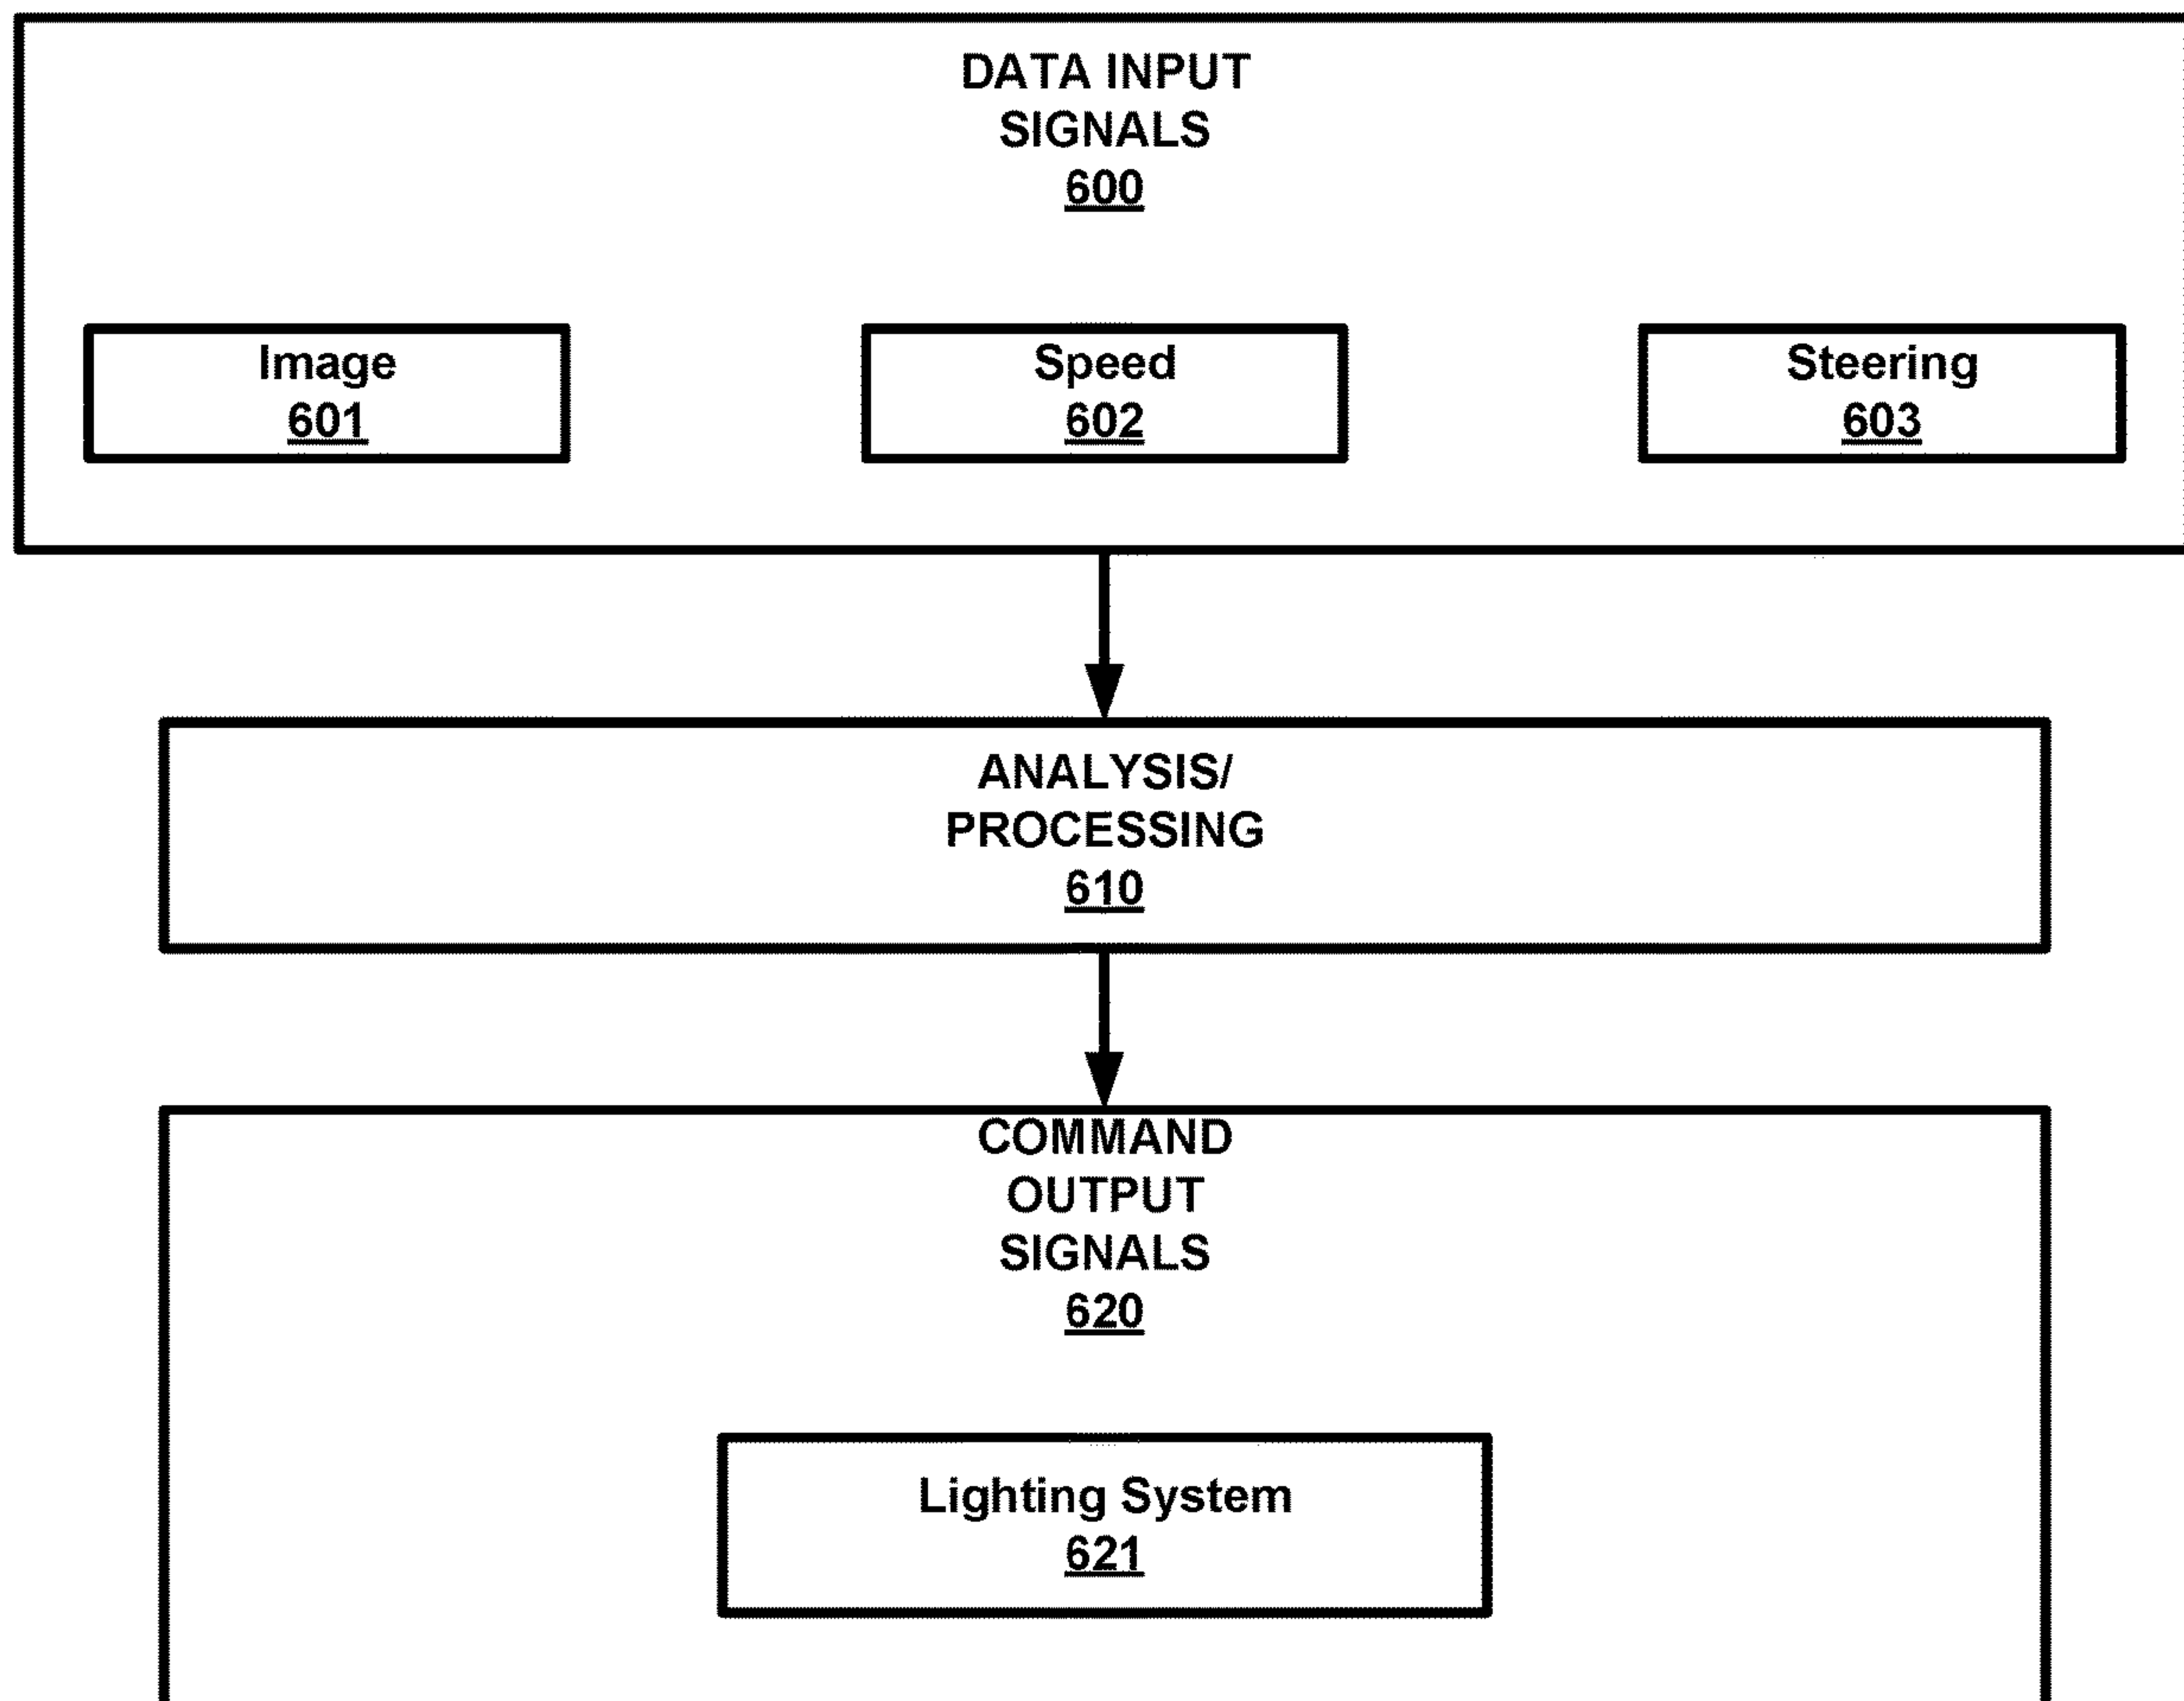 DATA INPUT
SIGNALS
600
Image
601
Speed
602
Steering
603
ANALYSIS/
PROCESSING
610
COMMAND
OUTPUT
SIGNALS
620
Lighting System
621